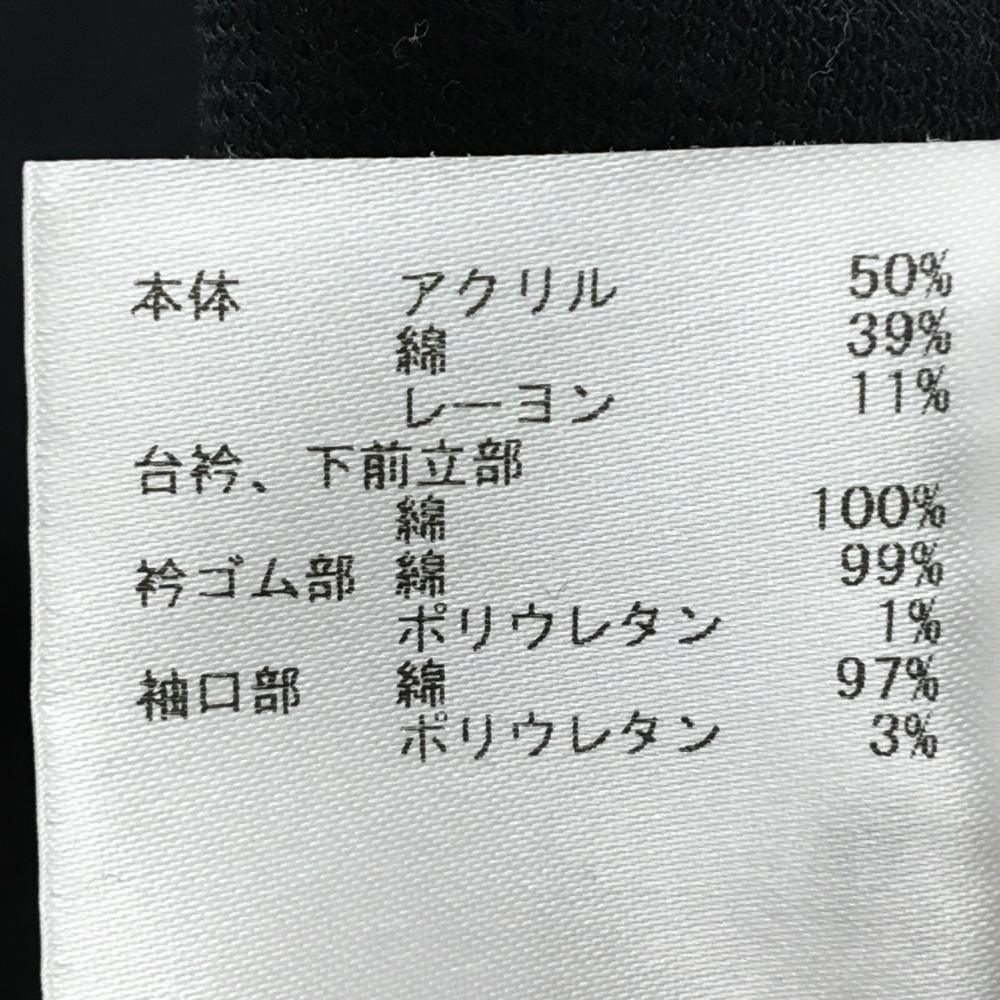 本体 アクリル 50%
綿 39%
レーヨン 11%
台衿、下前立部
綿 100%
衿ゴム部 綿 99%
ポリウレタン 1%
袖口部 綿 97%
ポリウレタン 3%